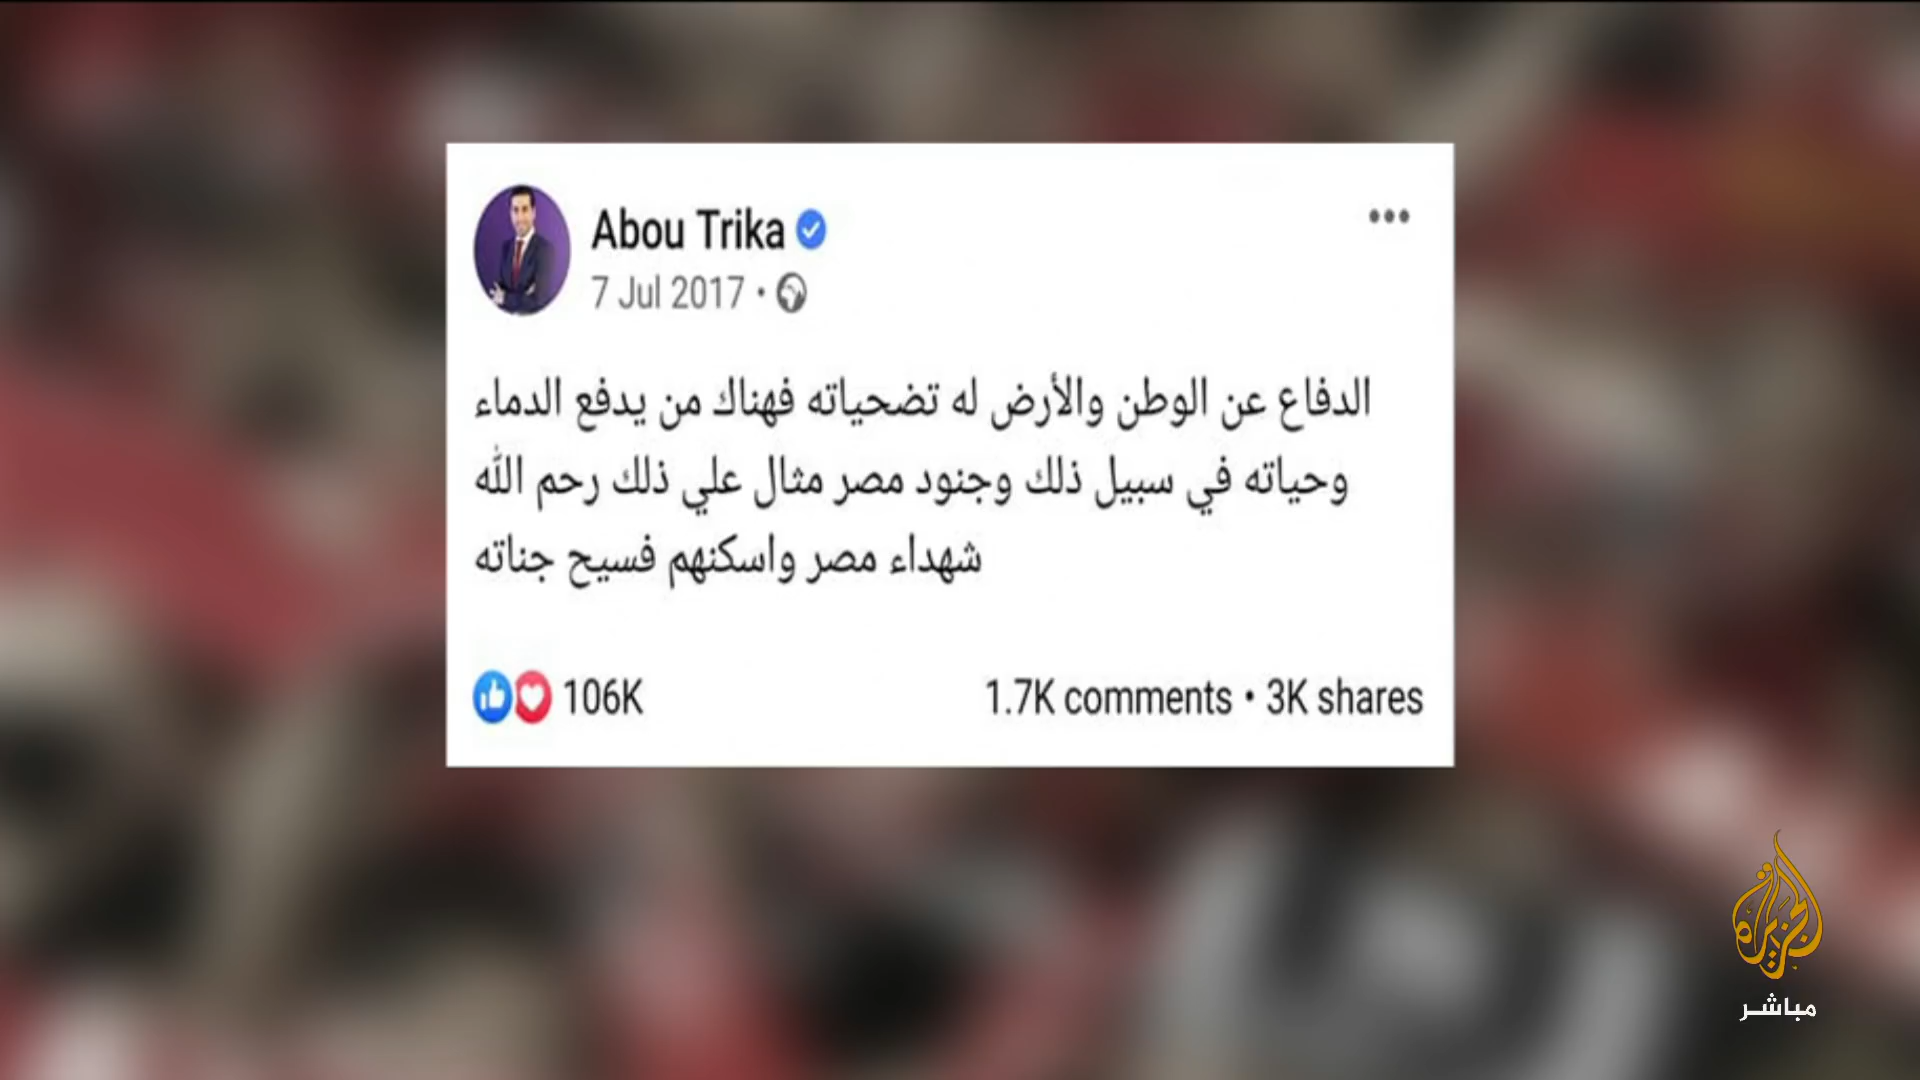 Abou Trika
7 Jul 2017 •
الدفاع عن الوطن والأرض له تضحياته فهناك من يدفع الدماء
وحياته في سبيل ذلك وجنود مصر مثال علي ذلك رحم الله
شهداء مصر واسكنهم فسيح جناته
106K
1.7K comments • 3K shares
الجزيرة
مباشر